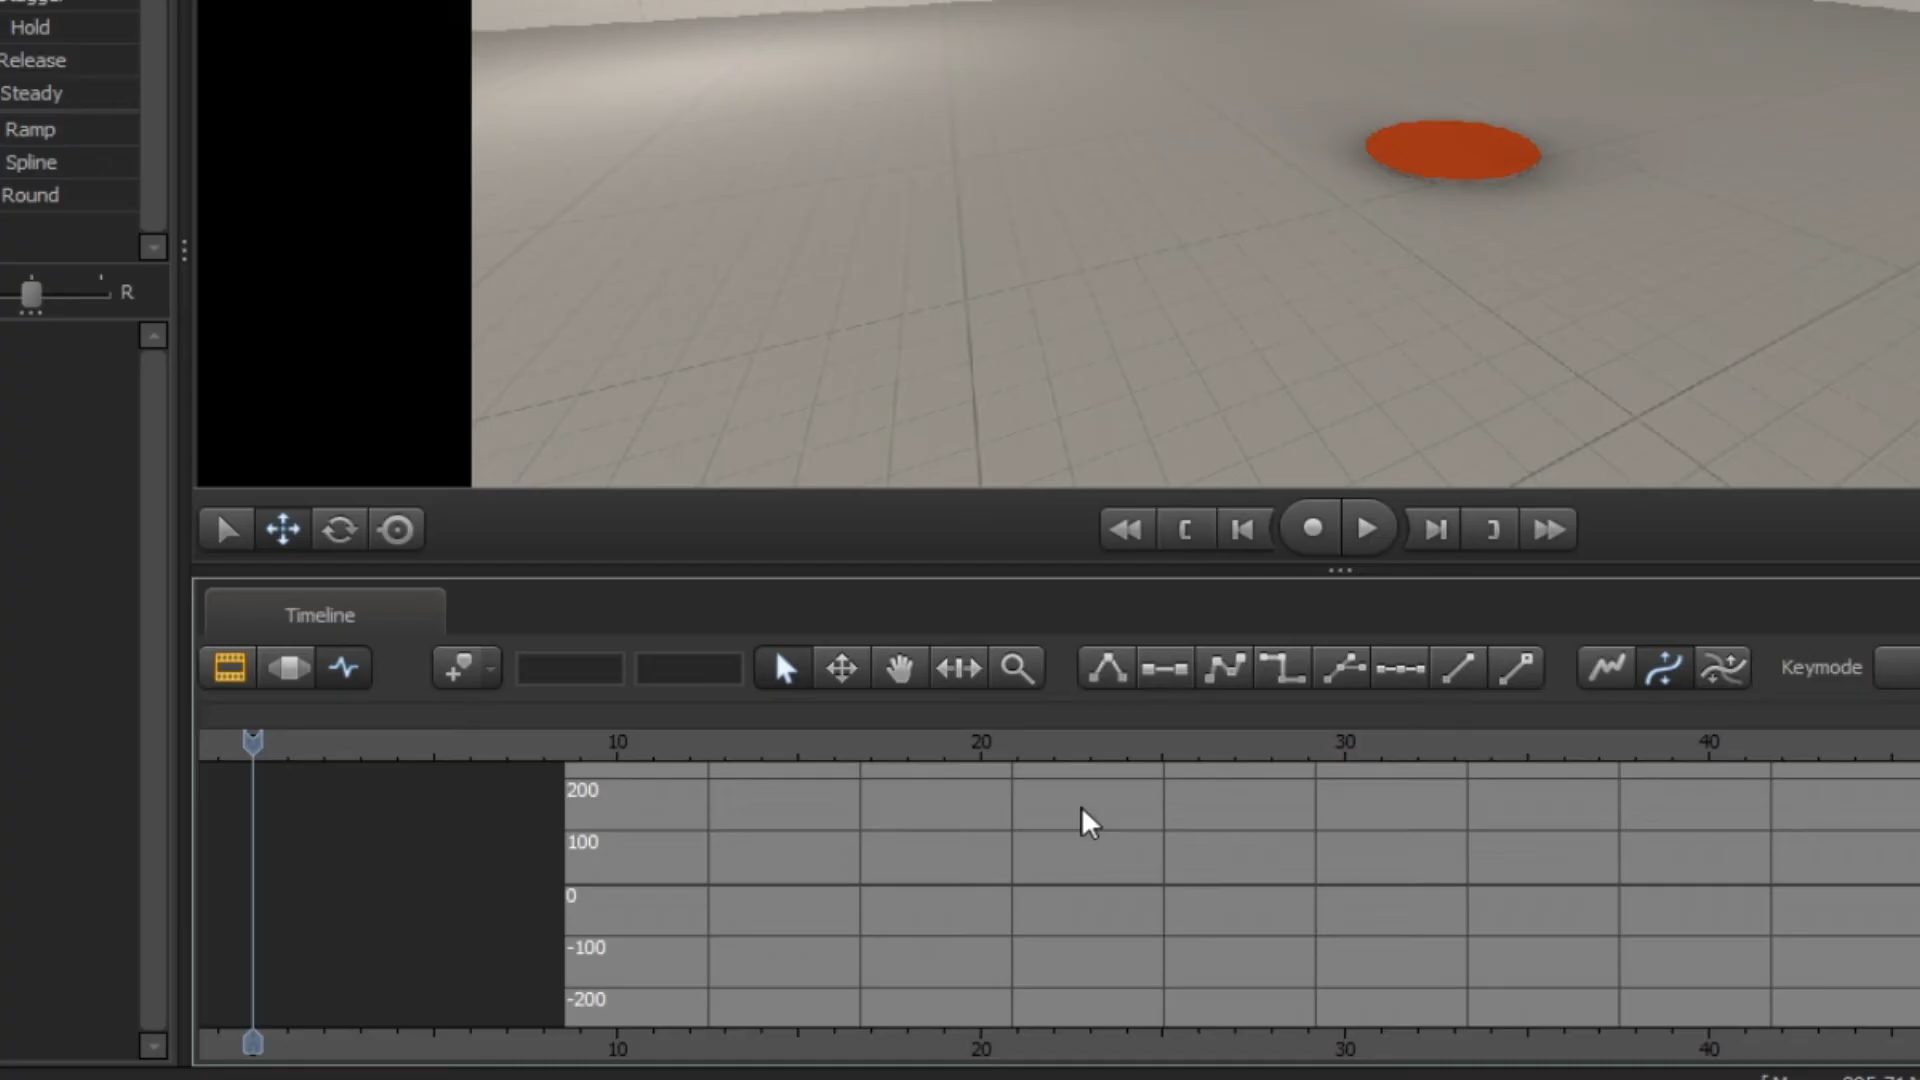 Hold
Release
Steady
Ramp
Spline
Round
R
Timeline
Keymode
10 20 30 40
200
100
0
-100
-200
10 20 30 40